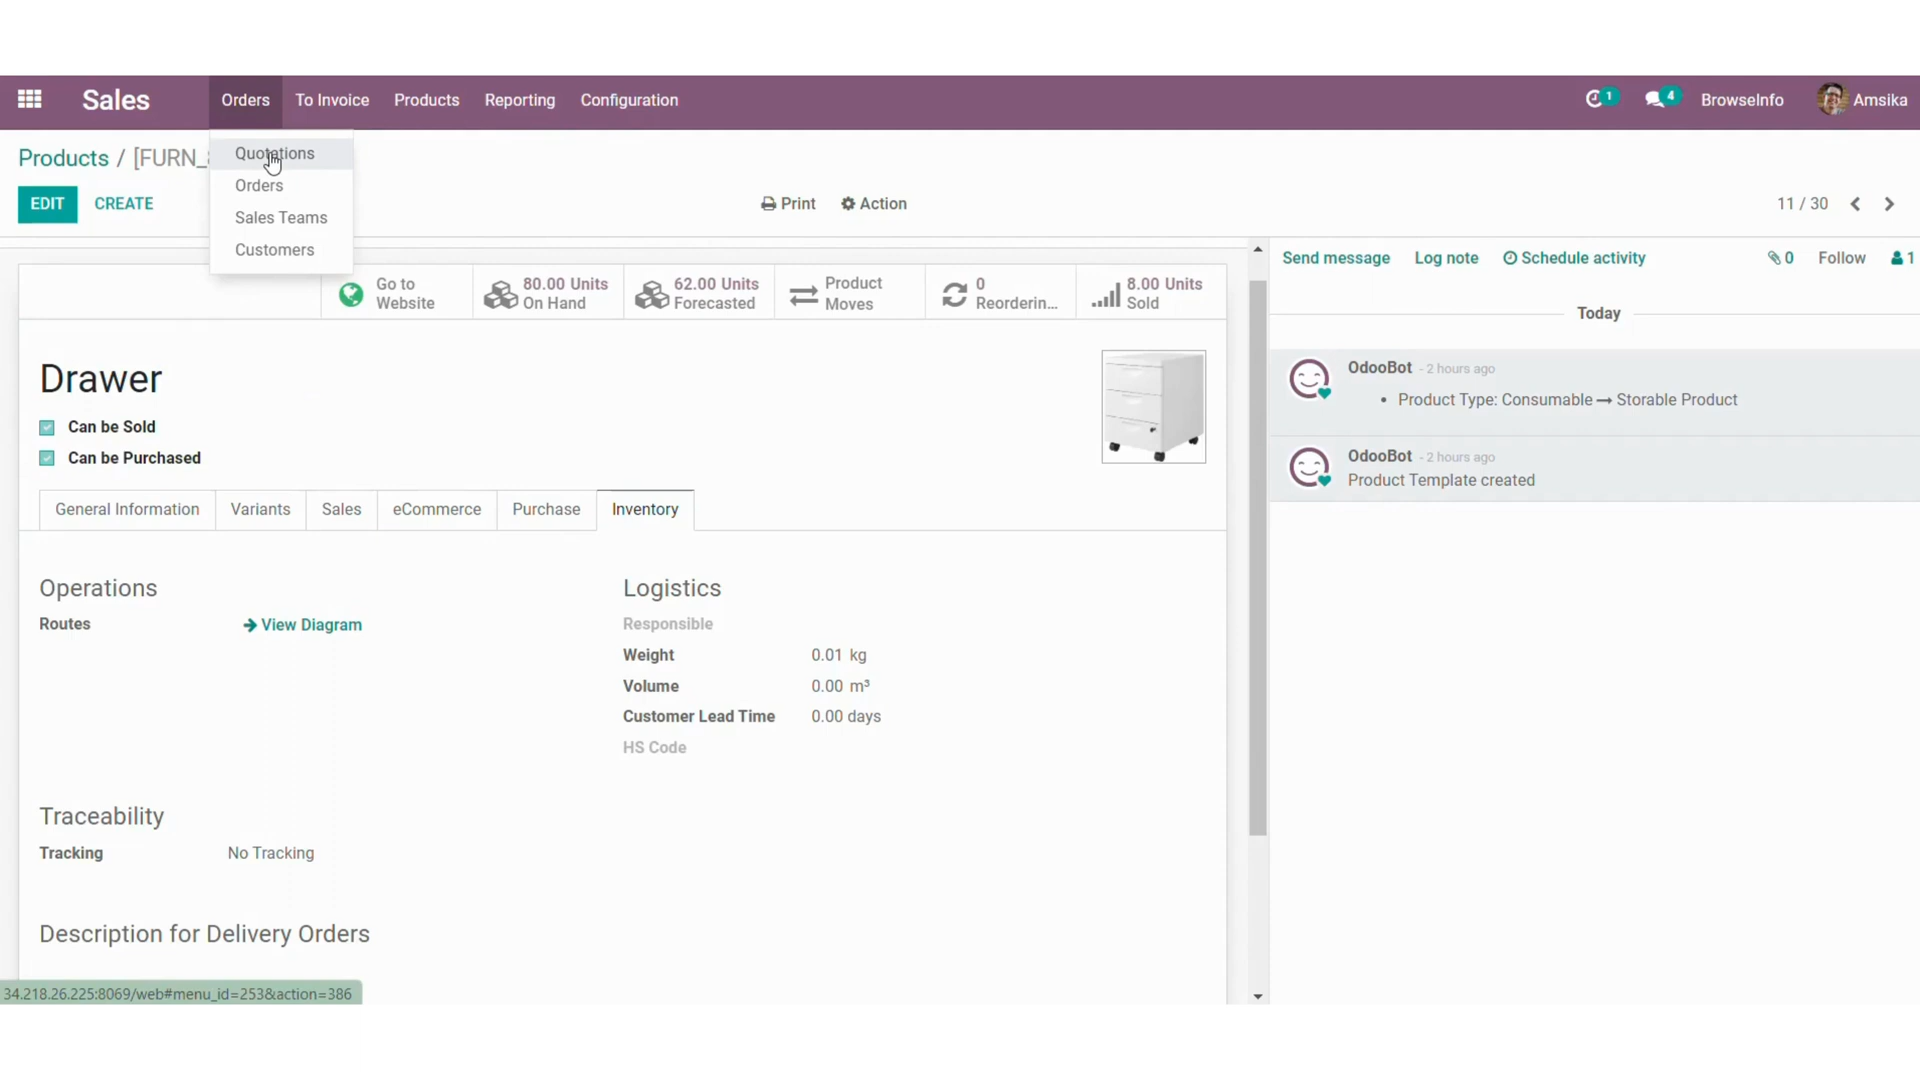 Sales
Orders
To Invoice
Products
Reporting
Configuration
1
4
BrowseInfo
Amsika
Products / [FURN_
Quotations
Orders
Sales Teams
Customers
EDIT
CREATE
Print
Action
11 / 30
Go to
Website
80.00 Units
On Hand
62.00 Units
Forecasted
Product
Moves
0
Reorderin...
8.00 Units
Sold
Drawer
Can be Sold
Can be Purchased
General Information
Variants
Sales
eCommerce
Purchase
Inventory
Operations
Routes
View Diagram
Logistics
Responsible
Weight 0.01 kg
Volume 0.00 m³
Customer Lead Time 0.00 days
HS Code
Traceability
Tracking No Tracking
Description for Delivery Orders
Send message
Log note
Schedule activity
0
Follow
1
Today
OdooBot - 2 hours ago
• Product Type: Consumable → Storable Product
OdooBot - 2 hours ago
Product Template created
34.218.26.225:8069/web#menu_id=253&action=386